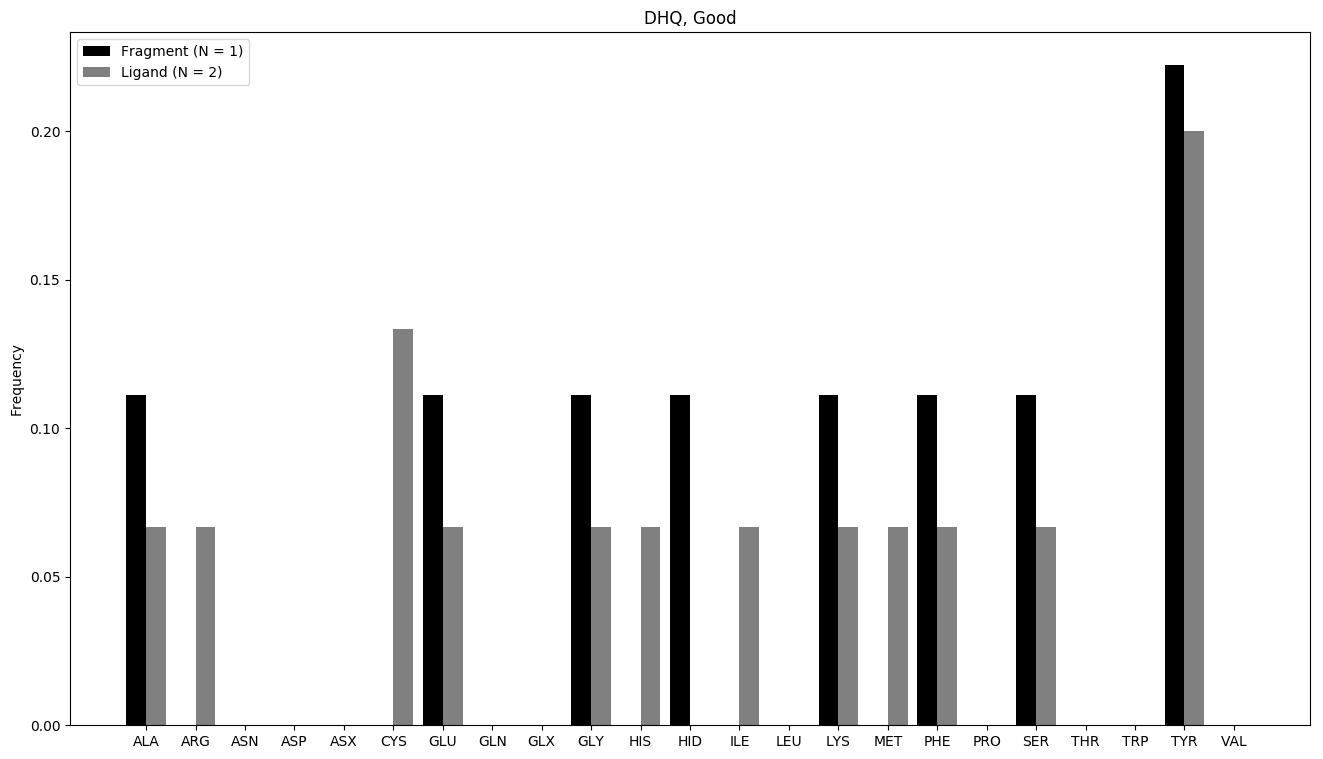 DHQ, Good
Fragment (N = 1)
Ligand (N = 2)
Frequency
0.20
0.15
0.10
0.05
0.00
ALA ARG ASN ASP ASX CYS GLU GLN GLX GLY HIS HID ILE LEU LYS MET PHE PRO SER THR TRP TYR VAL